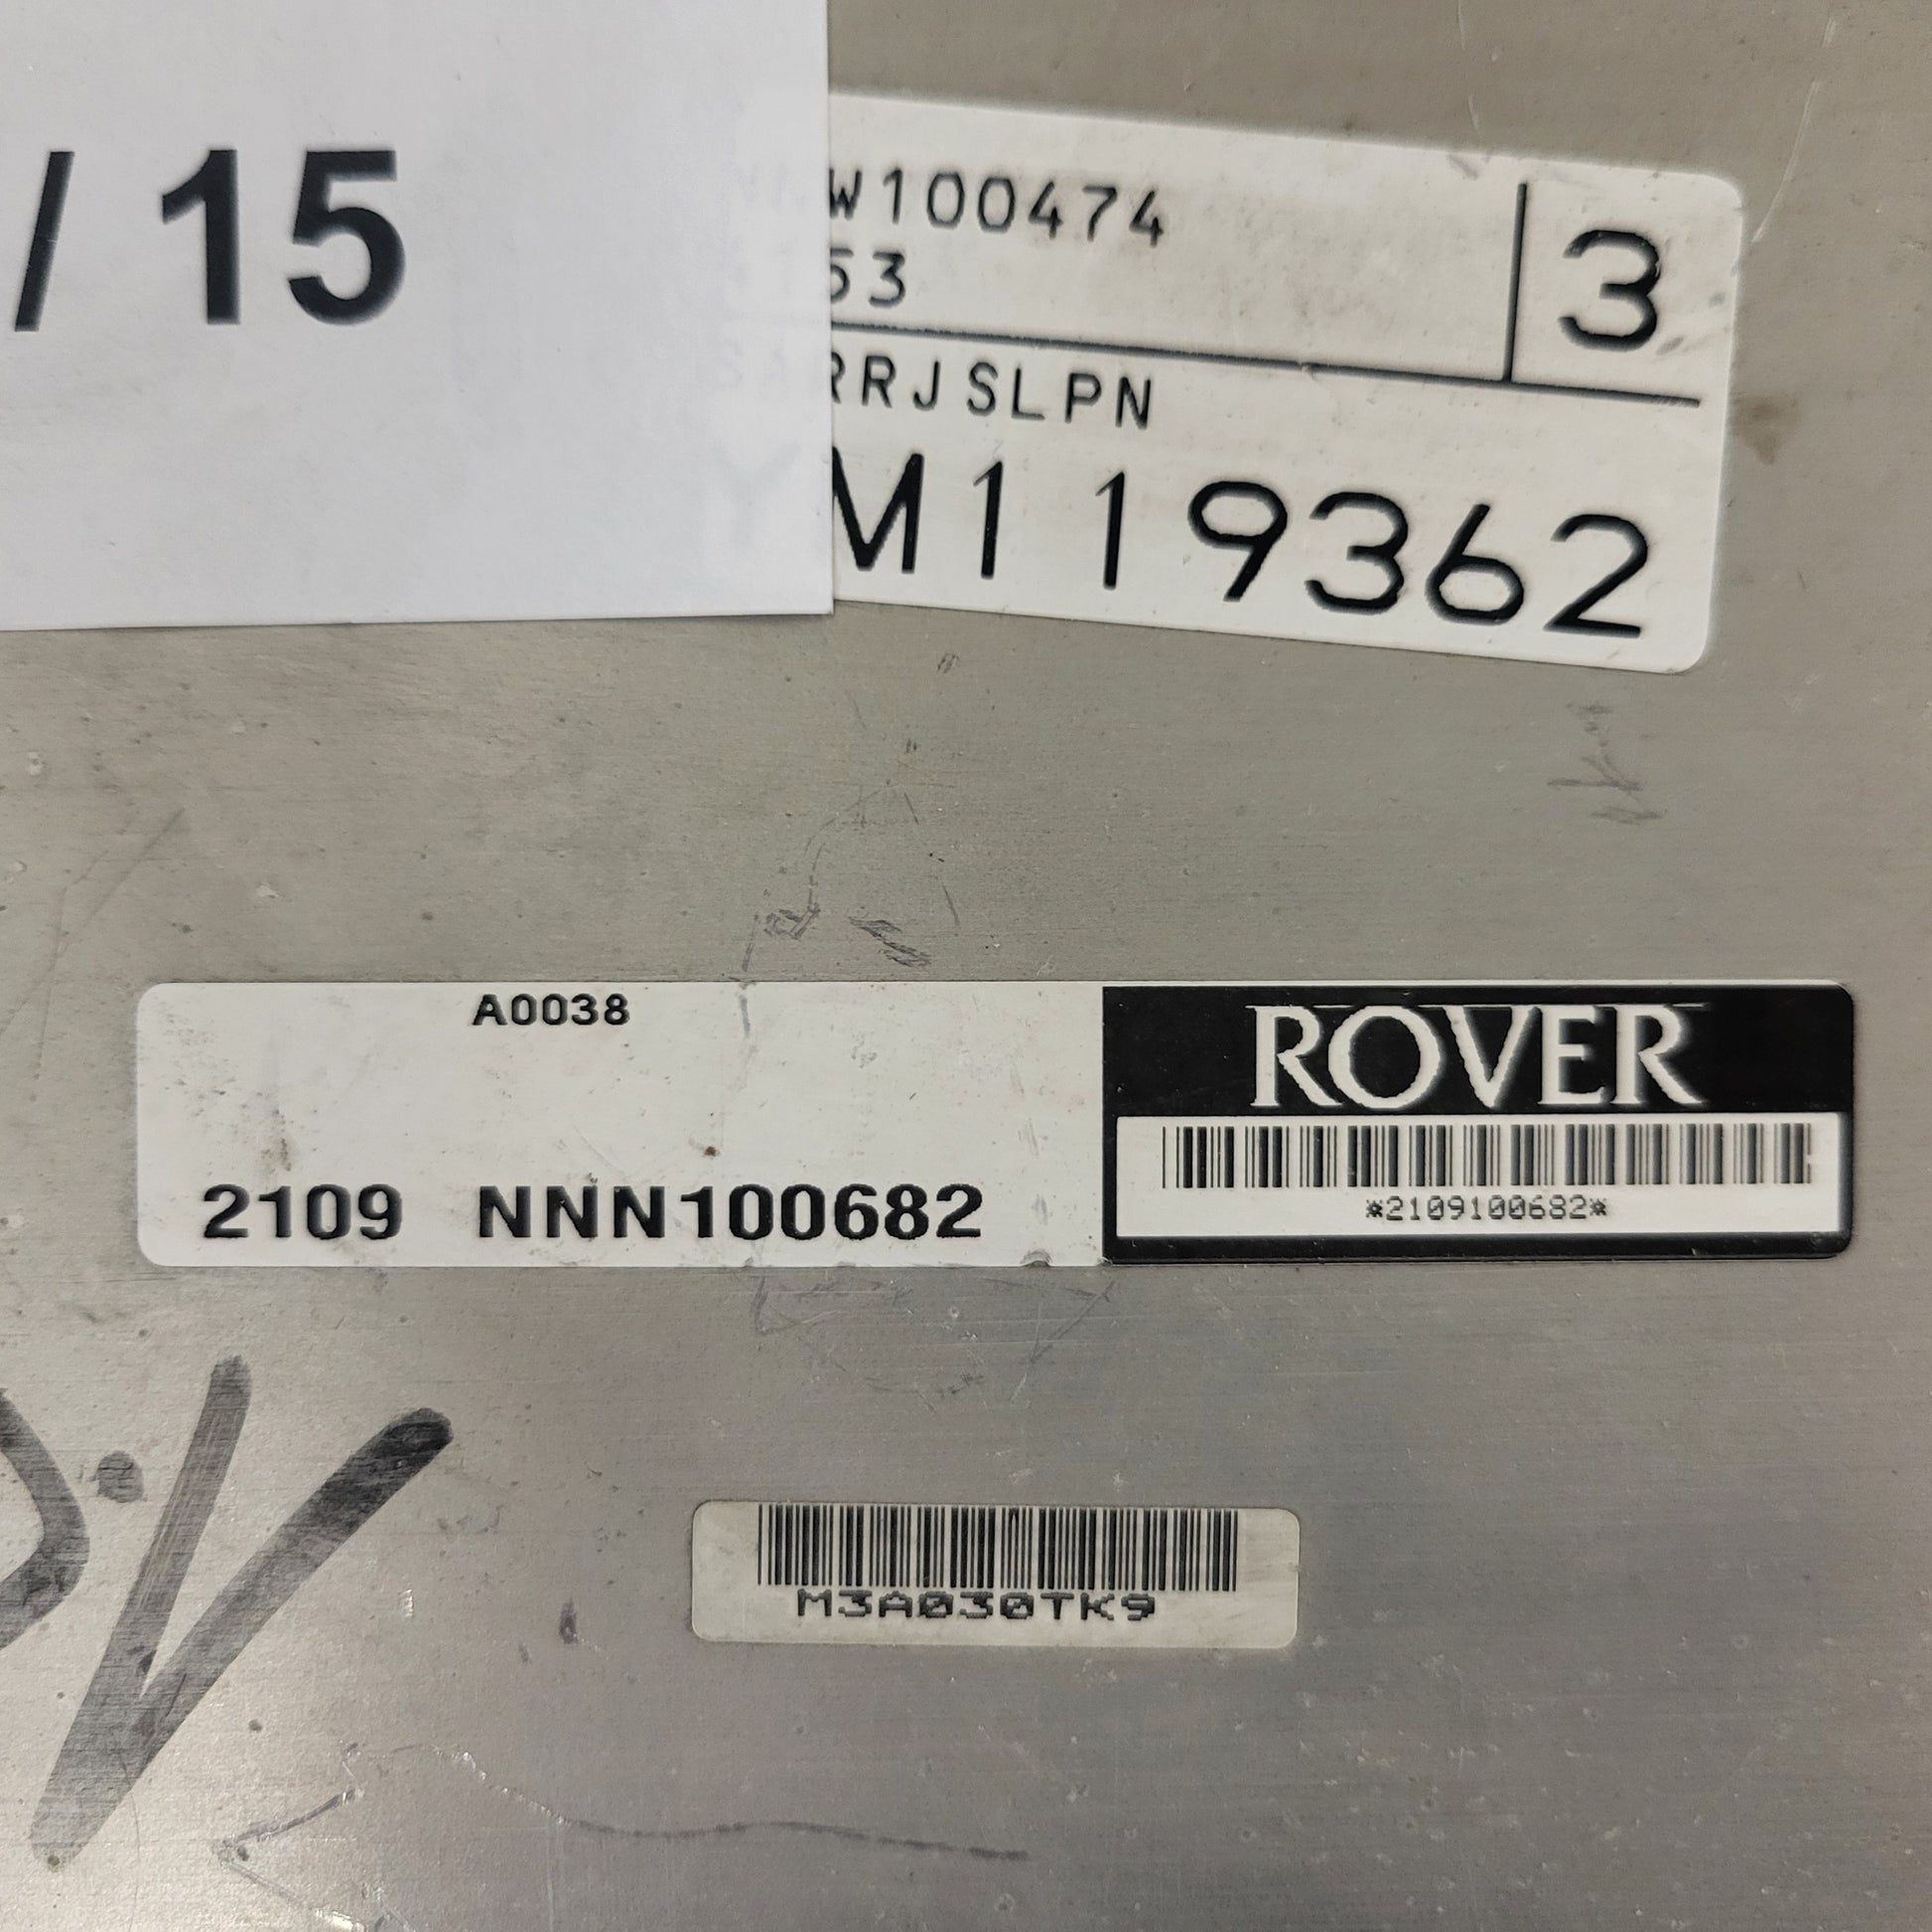 / 15
W100474
53
3
RRJSLPN
M119362
A0038
ROVER
2109 NNN100682
*2109100682*
M3A030TK9